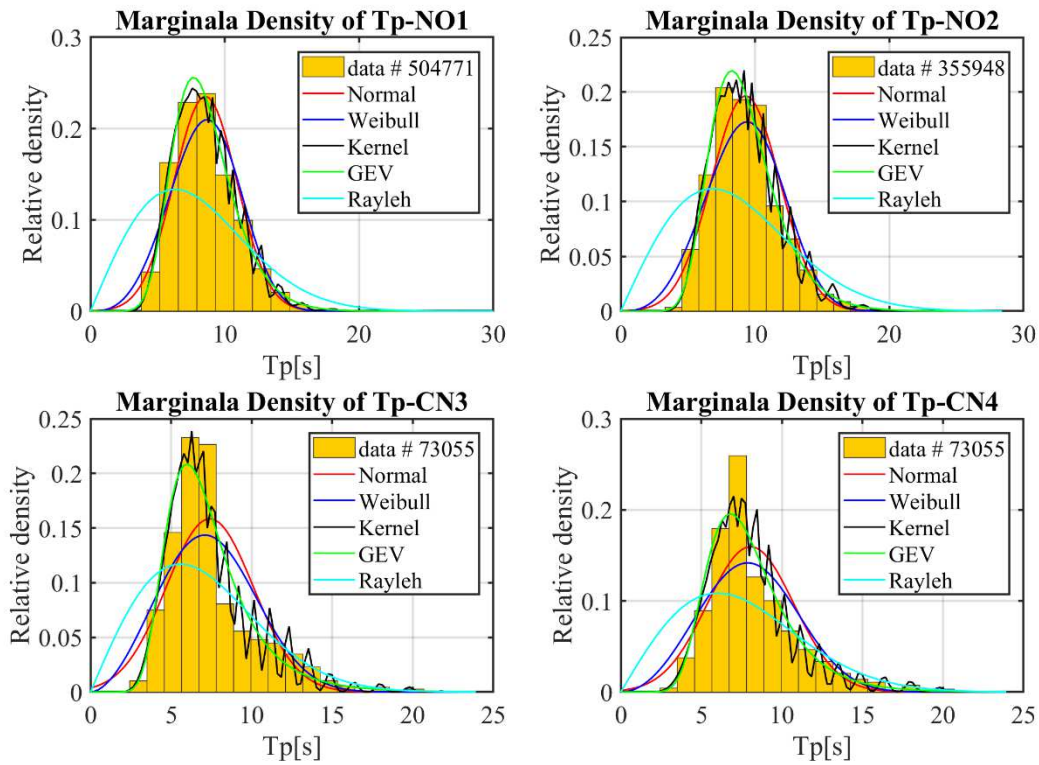 Marginala Density of Tp-NO1
0.3
0.2
0.1
0
Relative density
data # 504771
Normal
Weibull
Kernel
GEV
Rayleh
0 10 20 30
Tp[s]
Marginala Density of Tp-NO2
0.25
0.2
0.15
0.1
0.05
0
Relative density
data # 355948
Normal
Weibull
Kernel
GEV
Rayleh
0 10 20 30
Tp[s]
Marginala Density of Tp-CN3
0.25
0.2
0.15
0.1
0.05
0
Relative density
data # 73055
Normal
Weibull
Kernel
GEV
Rayleh
0 5 10 15 20 25
Tp[s]
Marginala Density of Tp-CN4
0.3
0.2
0.1
0
Relative density
data # 73055
Normal
Weibull
Kernel
GEV
Rayleh
0 5 10 15 20 25
Tp[s]